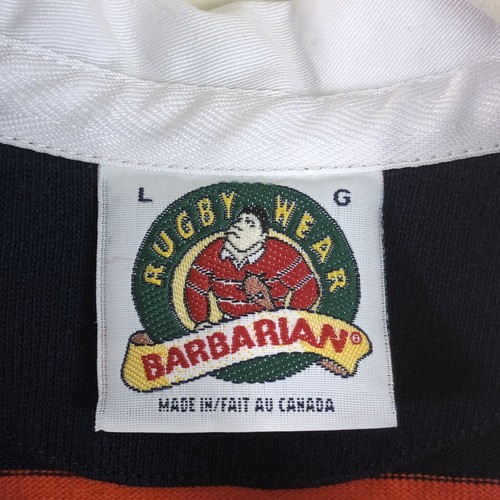 L G
RUGBY WEAR
BARBARIAN®
MADE IN/FAIT AU CANADA